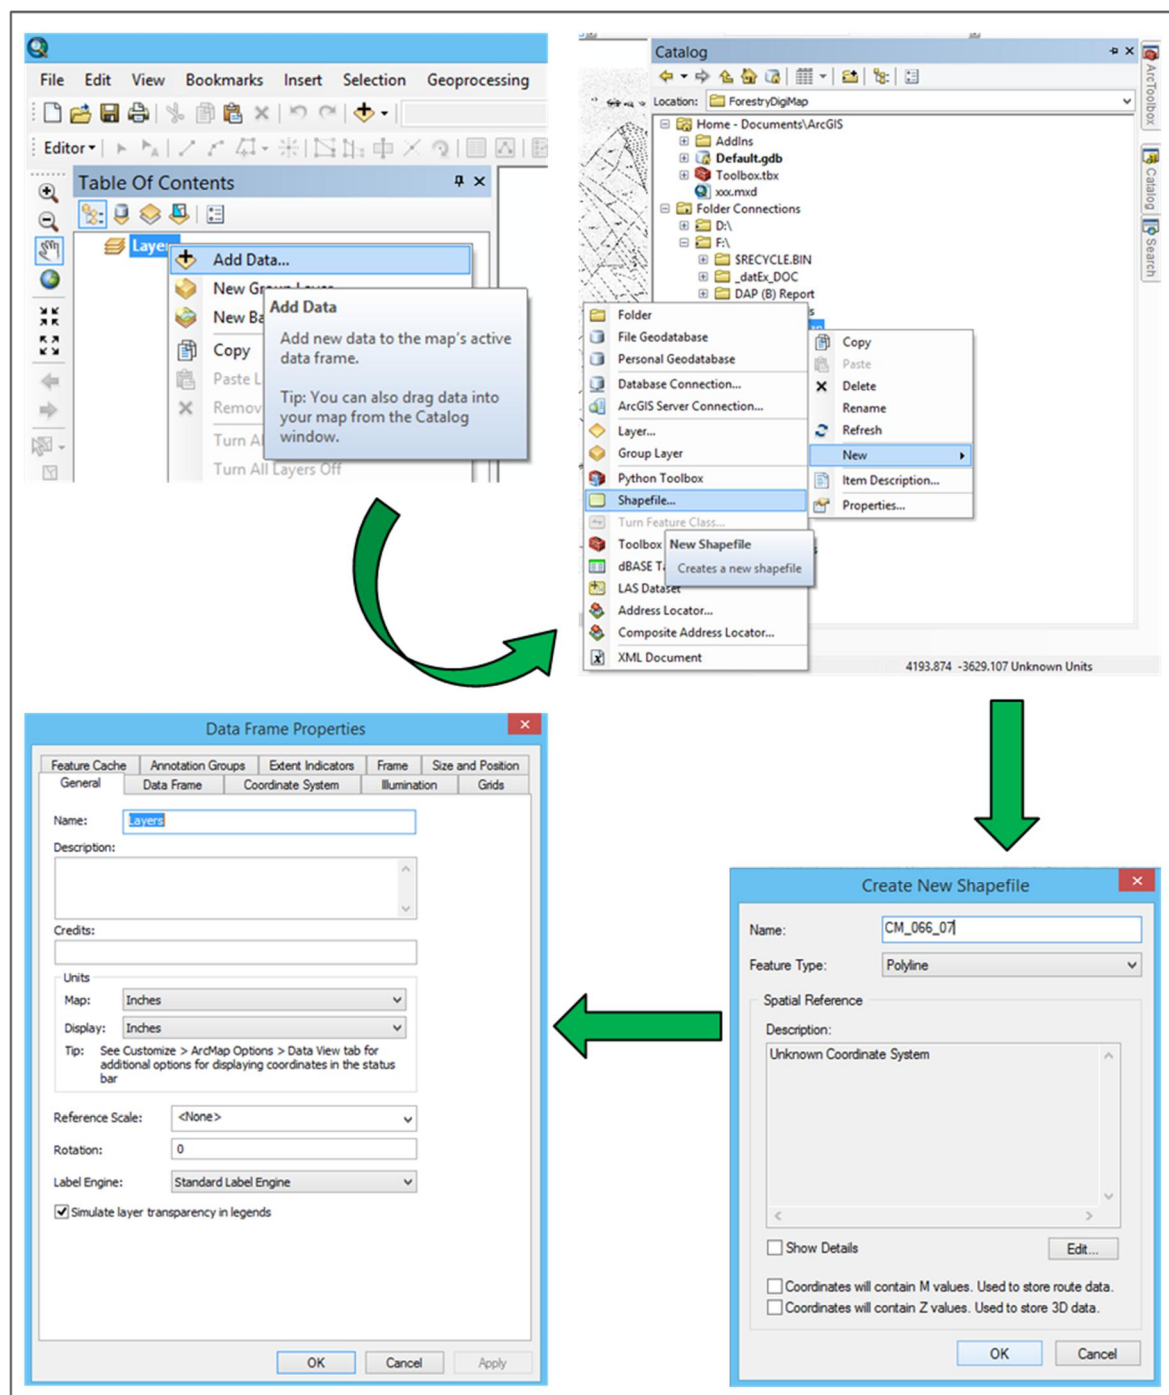 File Edit View Bookmarks Insert Selection Geoprocessing
Editor
Table Of Contents
Layers
Add Data...
New Group Layer
New Ba
Copy
Paste L
Remov
Turn Al
Turn All Layers Off
Add Data
Add new data to the map's active
data frame.
Tip: You can also drag data into
your map from the Catalog
window.
Catalog
Location: ForestryDigiMap
Home - Documents\ArcGIS
AddIns
Default.gdb
Toolbox.tbx
xxx.mxd
Folder Connections
D:\
F:\
$RECYCLE.BIN
_datEx_DOC
DAP (B) Report
ArcToolbox
Catalog
Search
Folder
File Geodatabase
Personal Geodatabase
Database Connection...
ArcGIS Server Connection...
Layer...
Group Layer
Python Toolbox
Shapefile...
Turn Feature Class...
Toolbox
dBASE Ta
LAS Dataset
Address Locator...
Composite Address Locator...
XML Document
New Shapefile
Creates a new shapefile
Copy
Paste
Delete
Rename
Refresh
New
Item Description...
Properties...
4193.874 -3629.107 Unknown Units
Data Frame Properties
Feature Cache Annotation Groups Extent Indicators Frame Size and Position
General Data Frame Coordinate System Illumination Grids
Name: Layers
Description:
Credits:
Units
Map: Inches
Display: Inches
Tip: See Customize > ArcMap Options > Data View tab for
additional options for displaying coordinates in the status
bar
Reference Scale: <None>
Rotation: 0
Label Engine: Standard Label Engine
Simulate layer transparency in legends
OK Cancel Apply
Create New Shapefile
Name: CM_066_07
Feature Type: Polyline
Spatial Reference
Description:
Unknown Coordinate System
Show Details
Edit...
Coordinates will contain M values. Used to store route data.
Coordinates will contain Z values. Used to store 3D data.
OK Cancel